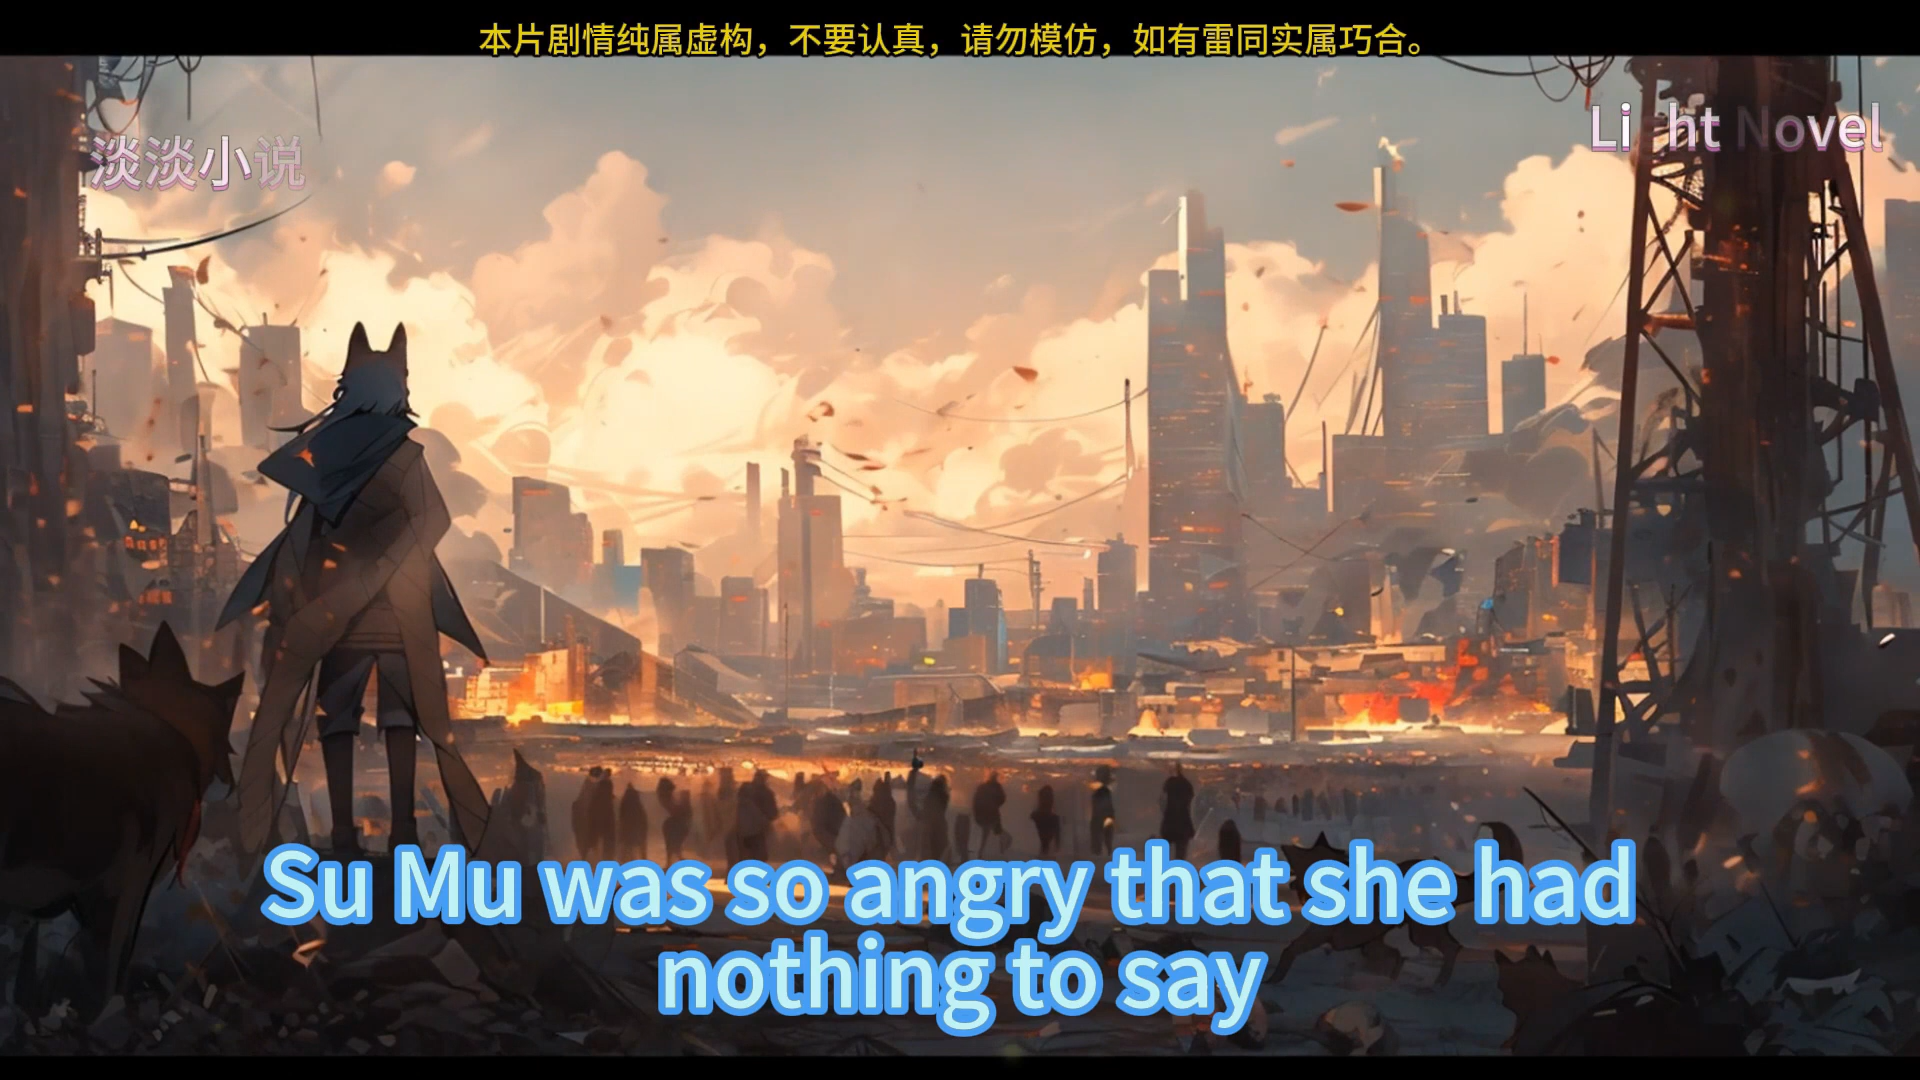 本片剧情纯属虚构，不要认真，请勿模仿，如有雷同实属巧合。
淡淡小说
Light Novel
Su Mu was so angry that she had
nothing to say